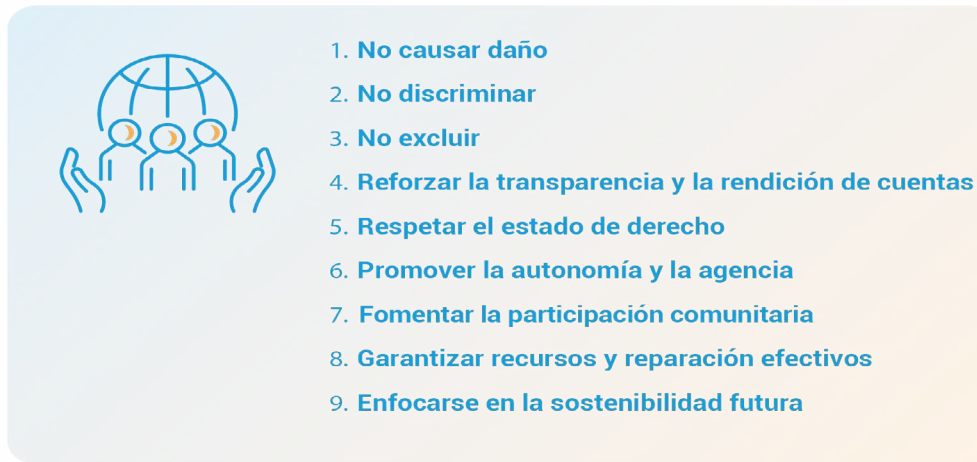 1. No causar daño
2. No discriminar
3. No excluir
4. Reforzar la transparencia y la rendición de cuentas
5. Respetar el estado de derecho
6. Promover la autonomía y la agencia
7. Fomentar la participación comunitaria
8. Garantizar recursos y reparación efectivos
9. Enfocarse en la sostenibilidad futura